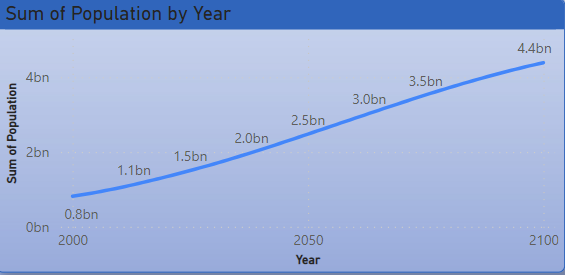 Sum of Population by Year
4.4bn
4bn
3.5bn
3.0bn
2.5bn
2.0bn
2bn
1.5bn
1.1bn
0.8bn
0bn
2000 2050 2100
Year
Sum of Population